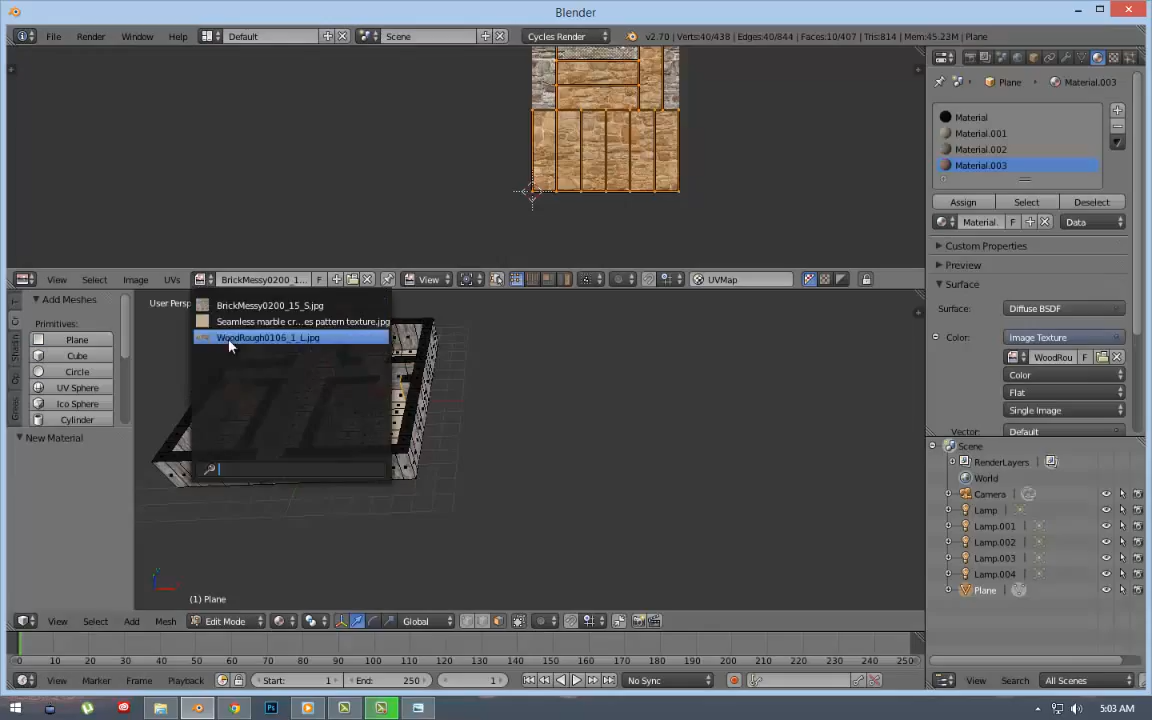 Blender
File Render Window Help Default Scene Cycles Render v2.70 | Verts:40/438 | Edges:40/844 | Faces:10/407 | Tris:814 | Mem:45.23M | Plane
Plane Material.003
Material
Material.001
Material.002
Material.003
Assign Select Deselect
Material. F Data
Custom Properties
Preview
Surface
Surface: Diffuse BSDF
Color: Image Texture
WoodRou F
Color
Flat
Single Image
Vector: Default
View Select Image UVs BrickMessy0200_1... F View UVMap
Add Meshes
Primitives:
Plane
Cube
Circle
UV Sphere
Ico Sphere
Cylinder
New Material
User Persp
BrickMessy0200_15_S.jpg
Seamless marble cr...es pattern texture.jpg
WoodRough0106_1_L.jpg
(1) Plane
Scene
RenderLayers
World
Camera
Lamp
Lamp.001
Lamp.002
Lamp.003
Lamp.004
Plane
View Select Add Mesh Edit Mode Global
0 10 20 30 40 50 60 70 80 90 100 110 120 130 140 150 160 170 180 190 200 210 220 230 240 250
View Marker Frame Playback Start: 1 End: 250 1 No Sync
View Search All Scenes
5:03 AM